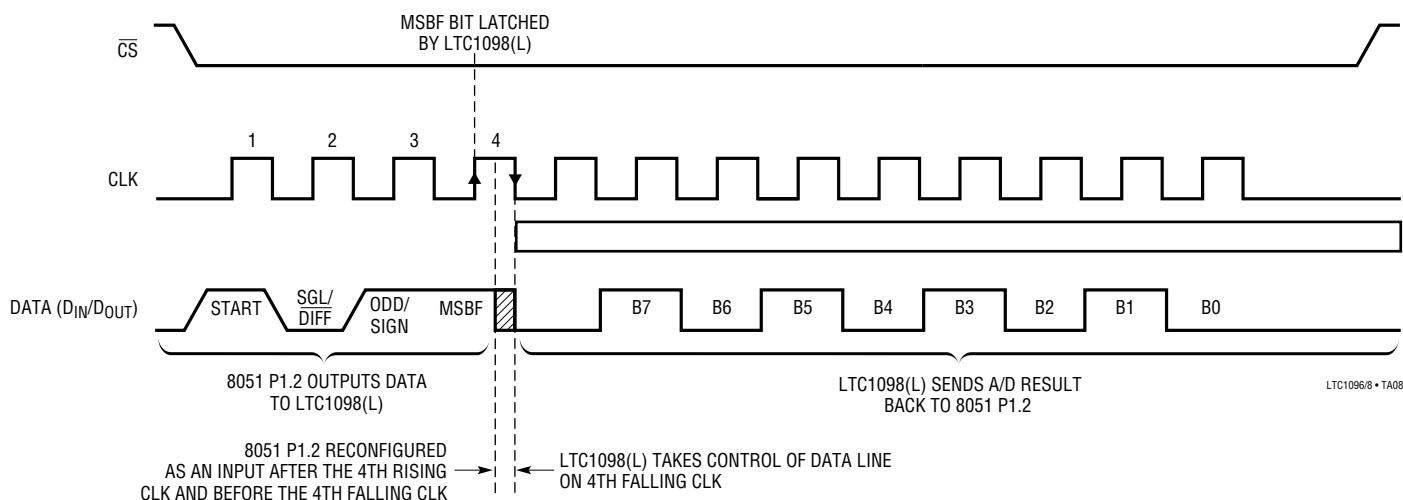 MSBF BIT LATCHED
BY LTC1098(L)
CS
1 2 3 4
CLK
DATA (DIN/DOUT)
START
SGL/
DIFF
ODD/
SIGN
MSBF
B7 B6 B5 B4 B3 B2 B1 B0
8051 P1.2 OUTPUTS DATA
TO LTC1098(L)
LTC1098(L) SENDS A/D RESULT
BACK TO 8051 P1.2
LTC1096/8 • TA08
8051 P1.2 RECONFIGURED
AS AN INPUT AFTER THE 4TH RISING
CLK AND BEFORE THE 4TH FALLING CLK
LTC1098(L) TAKES CONTROL OF DATA LINE
ON 4TH FALLING CLK